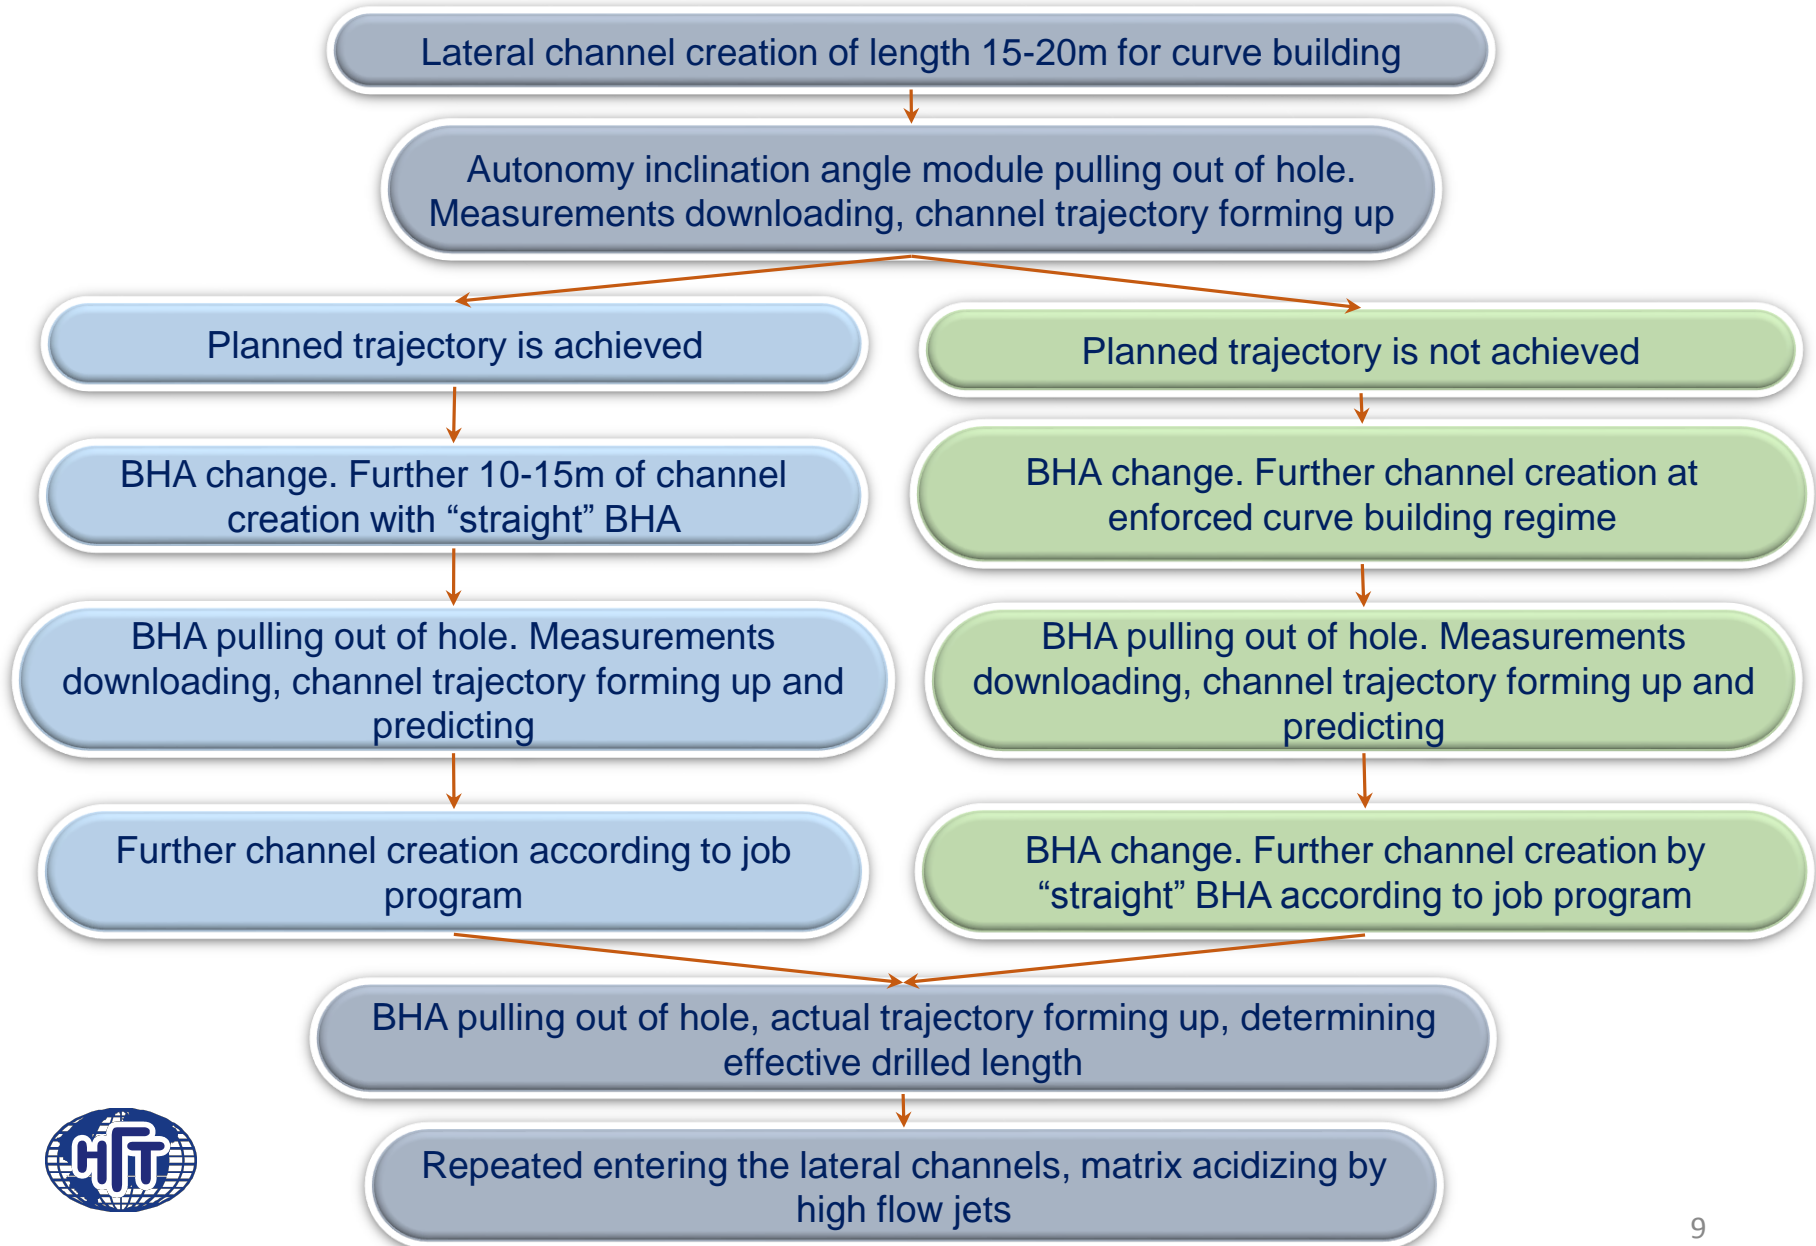 Lateral channel creation of length 15-20m for curve building
Autonomy inclination angle module pulling out of hole.
Measurements downloading, channel trajectory forming up
Planned trajectory is achieved
Planned trajectory is not achieved
BHA change. Further 10-15m of channel
creation with “straight” BHA
BHA change. Further channel creation at
enforced curve building regime
BHA pulling out of hole. Measurements
downloading, channel trajectory forming up and
predicting
BHA pulling out of hole. Measurements
downloading, channel trajectory forming up and
predicting
Further channel creation according to job
program
BHA change. Further channel creation by
“straight” BHA according to job program
BHA pulling out of hole, actual trajectory forming up, determining
effective drilled length
Repeated entering the lateral channels, matrix acidizing by
high flow jets
9